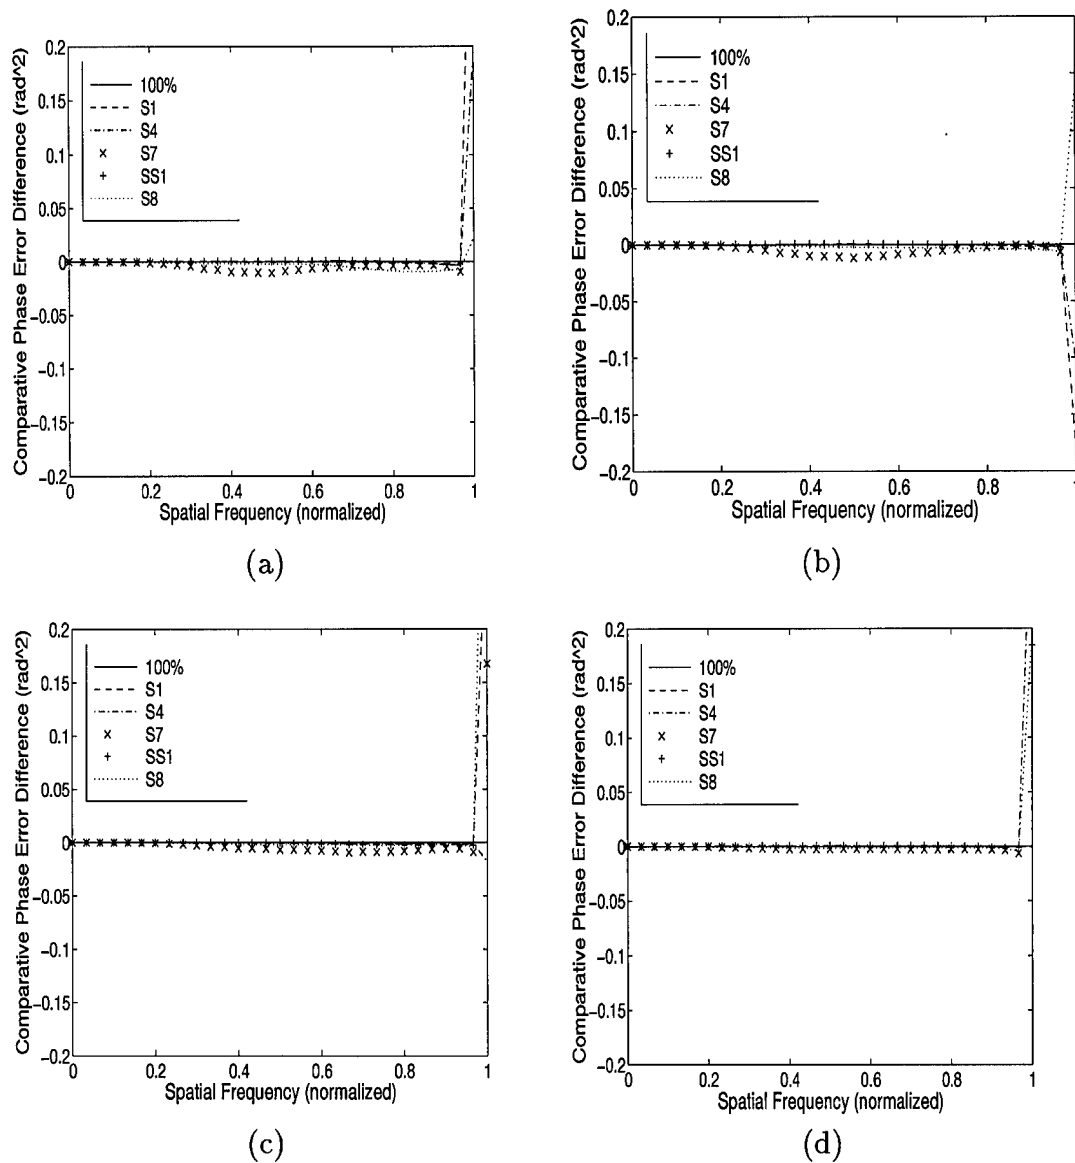 Comparative Phase Error Difference (rad^2)
0.2
0.15
0.1
0.05
0
−0.05
−0.1
−0.15
−0.2
100%
S1
S4
S7
SS1
S8
0 0.2 0.4 0.6 0.8 1
Spatial Frequency (normalized)
(a)
Comparative Phase Error Difference (rad^2)
0.2
0.15
0.1
0.05
0
−0.05
−0.1
−0.15
−0.2
100%
S1
S4
S7
SS1
S8
0 0.2 0.4 0.6 0.8 1
Spatial Frequency (normalized)
(b)
Comparative Phase Error Difference (rad^2)
0.2
0.15
0.1
0.05
0
−0.05
−0.1
−0.15
−0.2
100%
S1
S4
S7
SS1
S8
0 0.2 0.4 0.6 0.8 1
Spatial Frequency (normalized)
(c)
Comparative Phase Error Difference (rad^2)
0.2
0.15
0.1
0.05
0
−0.05
−0.1
−0.15
−0.2
100%
S1
S4
S7
SS1
S8
0 0.2 0.4 0.6 0.8 1
Spatial Frequency (normalized)
(d)